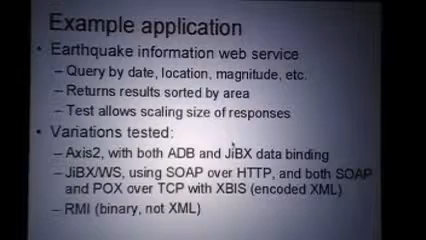 Example application
• Earthquake information web service
– Query by date, location, magnitude, etc.
– Returns results sorted by area
– Test allows scaling size of responses
• Variations tested:
– Axis2, with both ADB and JiBX data binding
– JiBX/WS, using SOAP over HTTP, and both SOAP
and POX over TCP with XBIS (encoded XML)
– RMI (binary, not XML)